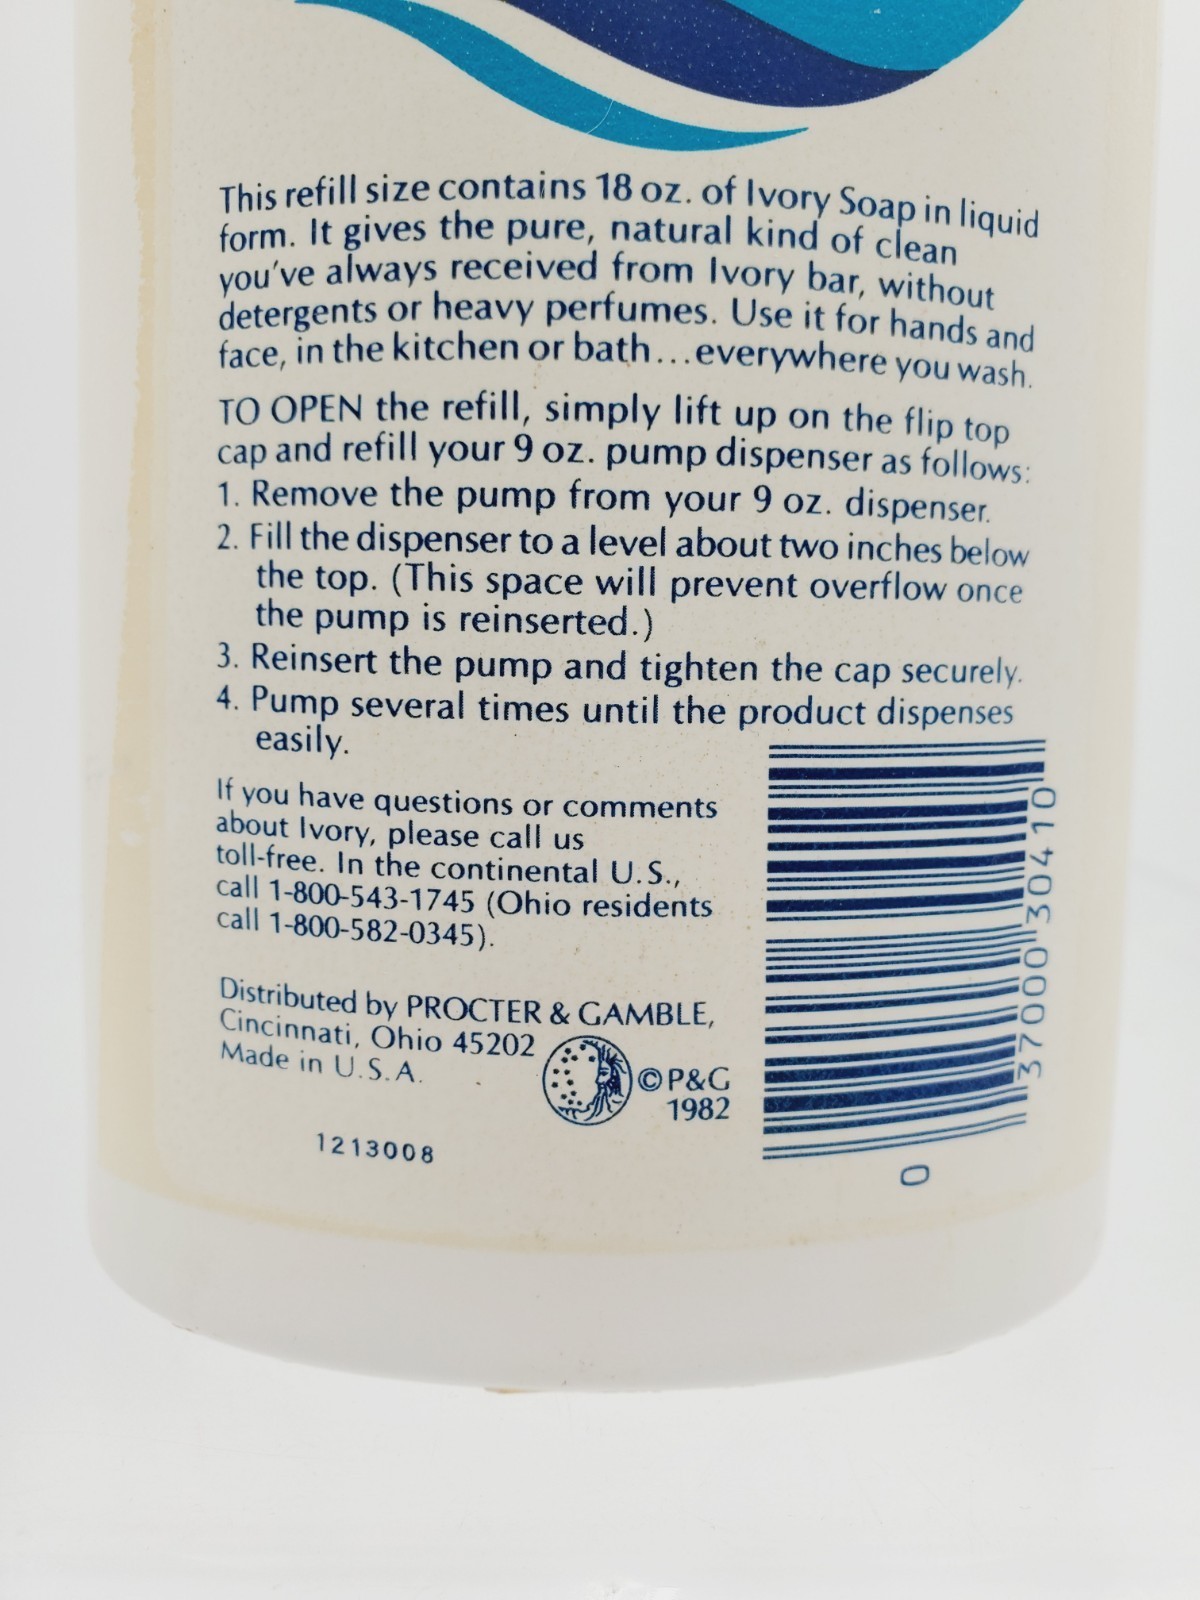 This refill size contains 18 oz. of Ivory Soap in liquid
form. It gives the pure, natural kind of clean
you've always received from Ivory bar, without
detergents or heavy perfumes. Use it for hands and
face, in the kitchen or bath...everywhere you wash.
TO OPEN the refill, simply lift up on the flip top
cap and refill your 9 oz. pump dispenser as follows:
1. Remove the pump from your 9 oz. dispenser.
2. Fill the dispenser to a level about two inches below
the top. (This space will prevent overflow once
the pump is reinserted.)
3. Reinsert the pump and tighten the cap securely.
4. Pump several times until the product dispenses
easily.
If you have questions or comments
about Ivory, please call us
toll-free. In the continental U.S.,
call 1-800-543-1745 (Ohio residents
call 1-800-582-0345).
Distributed by PROCTER & GAMBLE,
Cincinnati, Ohio 45202
Made in U.S.A.
© P&G
1982
1213008
37000 30410
0